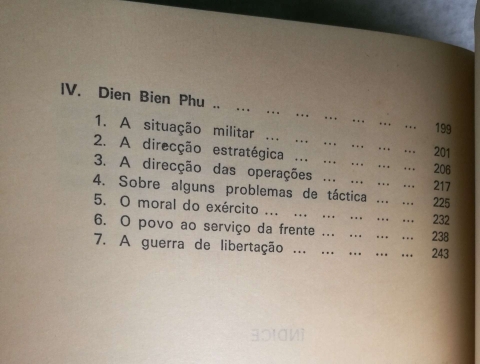 IV. Dien Bien Phu .. ... ... ... ... ... ... ... 199
1. A situação militar ... ... ... ... ... ... 201
2. A direcção estratégica ... ... ... ... ... 206
3. A direcção das operações ... ... ... ... 217
4. Sobre alguns problemas de táctica ... ... 225
5. O moral do exército ... ... ... ... ... ... 232
6. O povo ao serviço da frente ... ... ... ... 238
7. A guerra de libertação ... ... ... ... ... 243
ÍNDICE